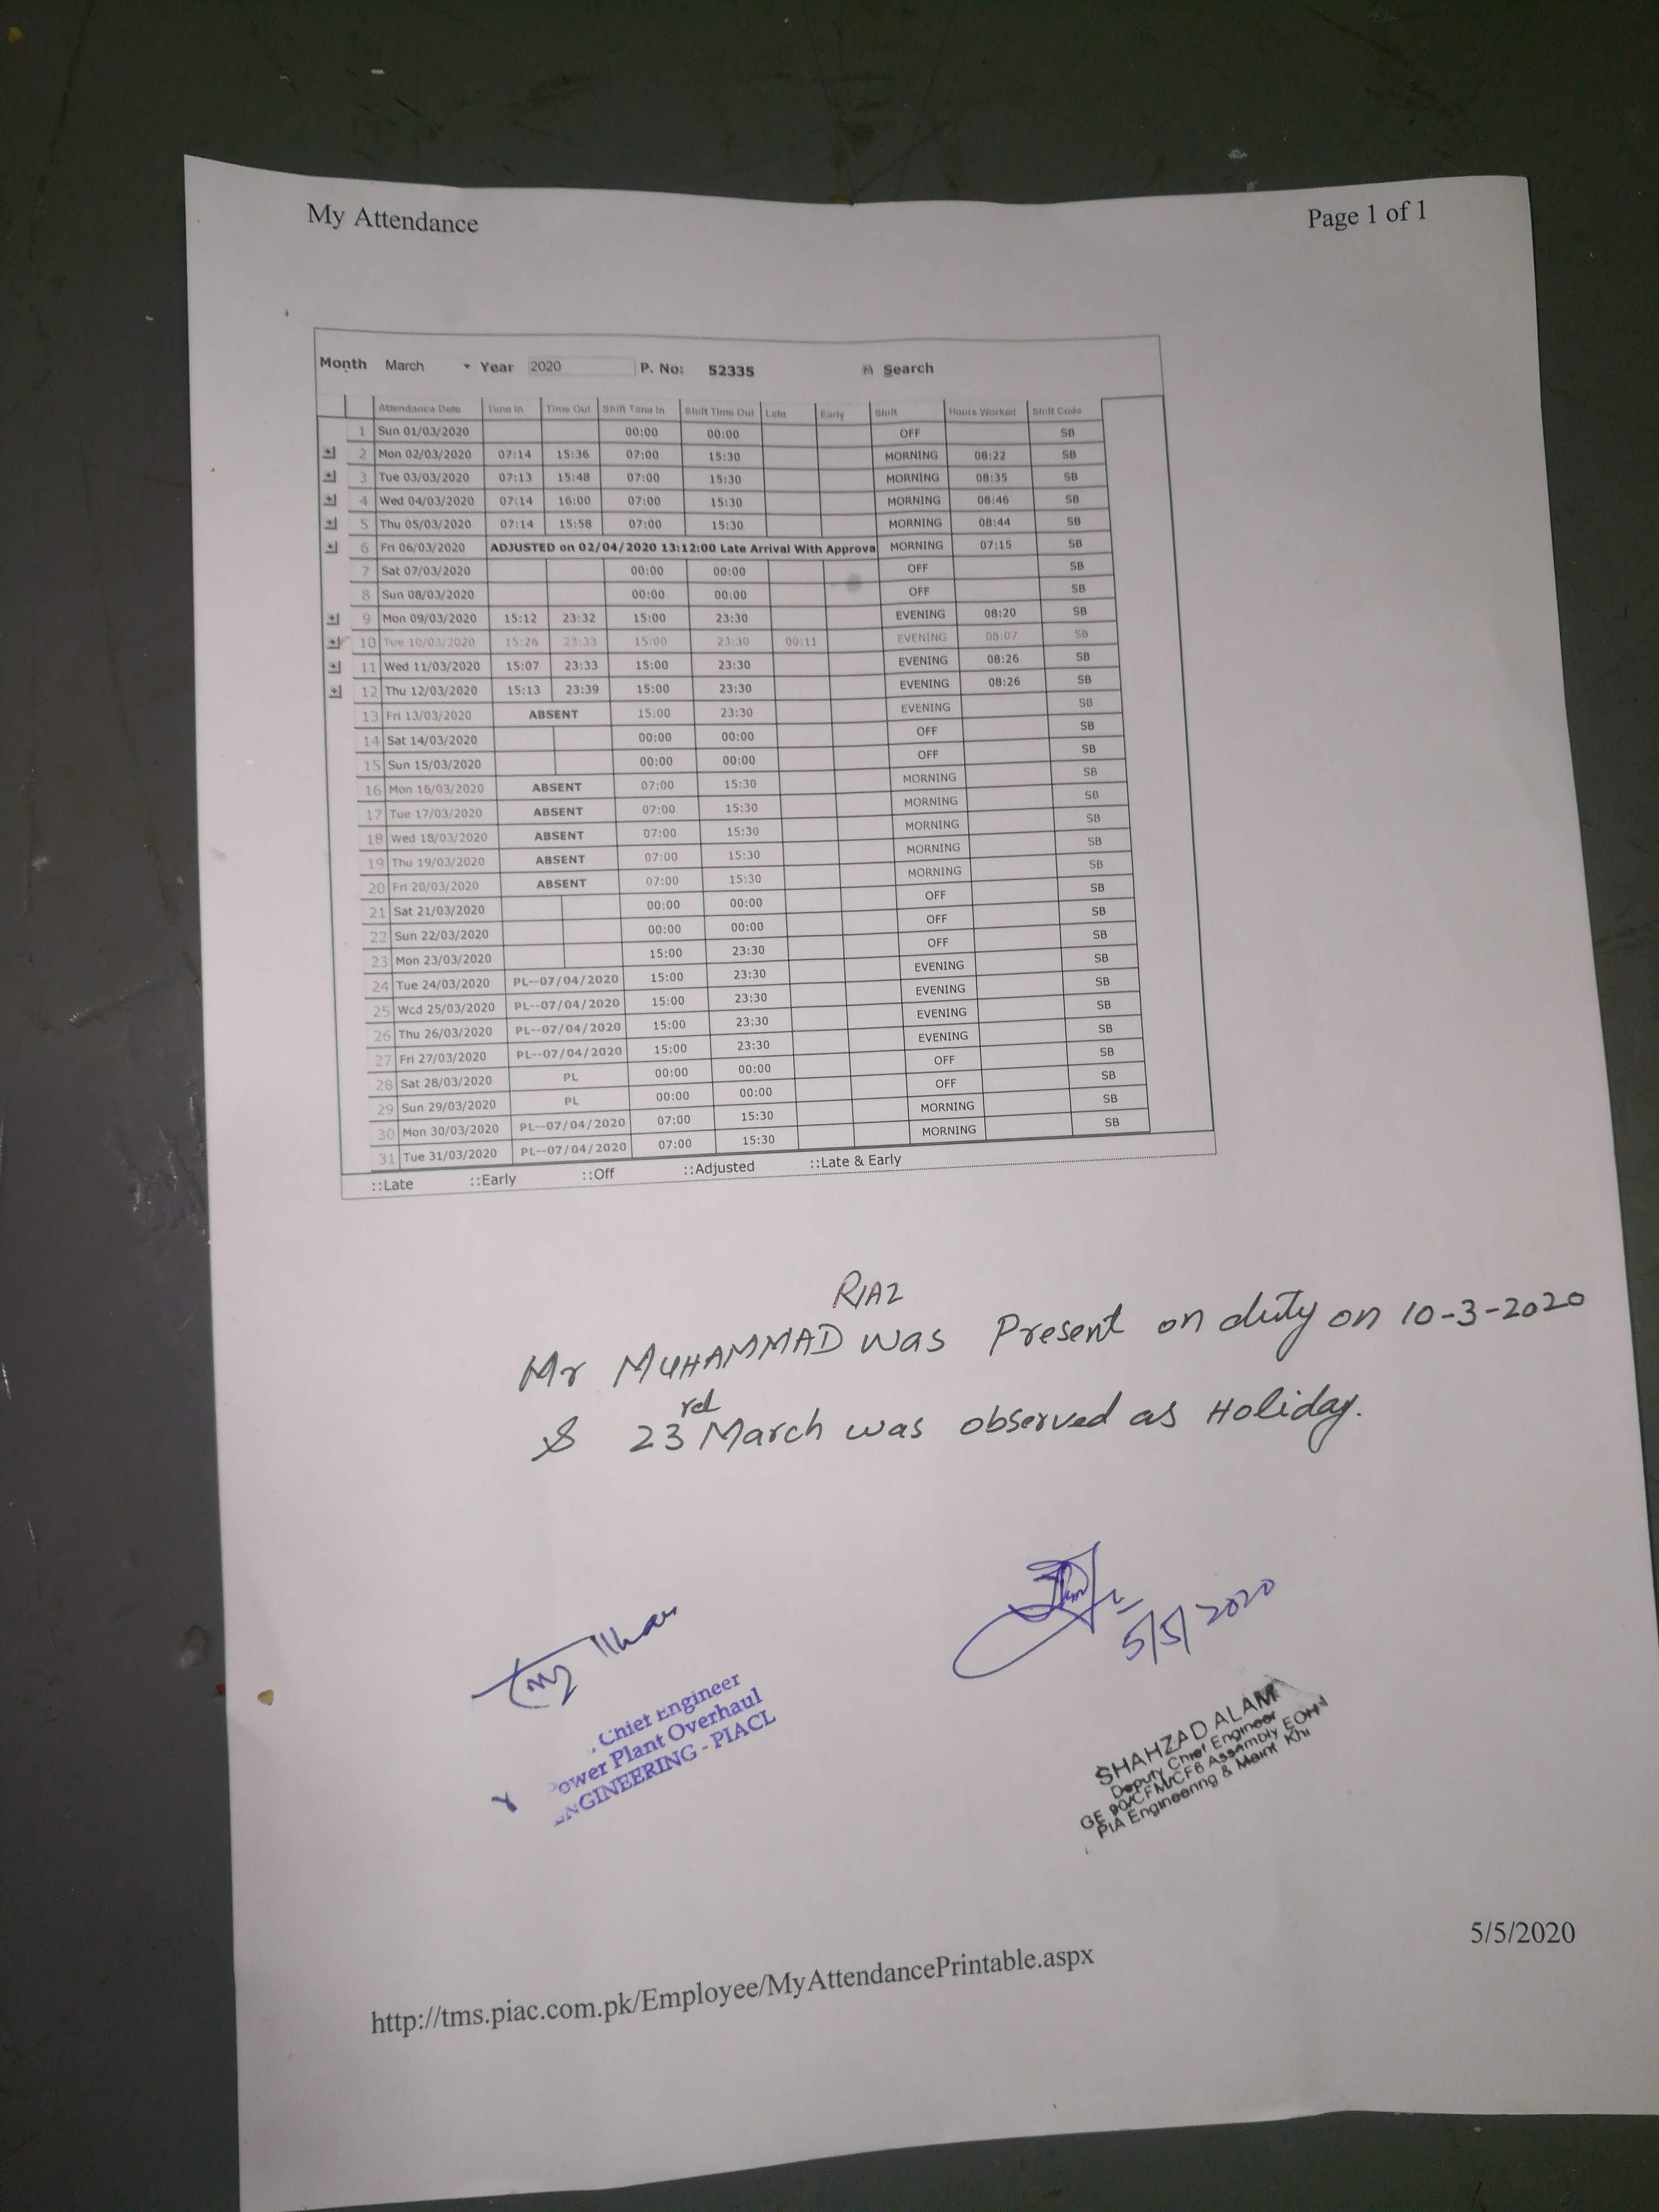 My Attendance Page 1 of 1
Month March Year 2020 P. No: 52335 Search
Attendance Date Time In Time Out Shift Time In Shift Time Out Late Early Shift Hours Worked Shift Code
1 Sun 01/03/2020 00:00 00:00 OFF SB
2 Mon 02/03/2020 07:14 15:36 07:00 15:30 MORNING 08:22 SB
3 Tue 03/03/2020 07:13 15:48 07:00 15:30 MORNING 08:35 SB
4 Wed 04/03/2020 07:14 16:00 07:00 15:30 MORNING 08:46 SB
5 Thu 05/03/2020 07:14 15:58 07:00 15:30 MORNING 08:44 SB
6 Fri 06/03/2020 ADJUSTED on 02/04/2020 13:12:00 Late Arrival With Approva MORNING 07:15 SB
7 Sat 07/03/2020 00:00 00:00 OFF SB
8 Sun 08/03/2020 00:00 00:00 OFF SB
9 Mon 09/03/2020 15:12 23:32 15:00 23:30 EVENING 08:20 SB
10 Tue 10/03/2020 15:26 23:33 15:00 23:30 00:11 EVENING 08:07 SB
11 Wed 11/03/2020 15:07 23:33 15:00 23:30 EVENING 08:26 SB
12 Thu 12/03/2020 15:13 23:39 15:00 23:30 EVENING 08:26 SB
13 Fri 13/03/2020 ABSENT 15:00 23:30 EVENING SB
14 Sat 14/03/2020 00:00 00:00 OFF SB
15 Sun 15/03/2020 00:00 00:00 OFF SB
16 Mon 16/03/2020 ABSENT 07:00 15:30 MORNING SB
17 Tue 17/03/2020 ABSENT 07:00 15:30 MORNING SB
18 Wed 18/03/2020 ABSENT 07:00 15:30 MORNING SB
19 Thu 19/03/2020 ABSENT 07:00 15:30 MORNING SB
20 Fri 20/03/2020 ABSENT 07:00 15:30 MORNING SB
21 Sat 21/03/2020 00:00 00:00 OFF SB
22 Sun 22/03/2020 00:00 00:00 OFF SB
23 Mon 23/03/2020 15:00 23:30 OFF SB
24 Tue 24/03/2020 PL--07/04/2020 15:00 23:30 EVENING SB
25 Wed 25/03/2020 PL--07/04/2020 15:00 23:30 EVENING SB
26 Thu 26/03/2020 PL--07/04/2020 15:00 23:30 EVENING SB
27 Fri 27/03/2020 PL--07/04/2020 15:00 23:30 EVENING SB
28 Sat 28/03/2020 PL 00:00 00:00 OFF SB
29 Sun 29/03/2020 PL 00:00 00:00 OFF SB
30 Mon 30/03/2020 PL--07/04/2020 07:00 15:30 MORNING SB
31 Tue 31/03/2020 PL--07/04/2020 07:00 15:30 MORNING SB
::Late ::Early ::Off ::Adjusted ::Late & Early
RIAZ
Mr MUHAMMAD was Present on duty on 10-3-2020
& 23rd March was observed as Holiday.
5/5/2020
Chief Engineer
Power Plant Overhaul
ENGINEERING - PIACL
SHAHZAD ALAM
Deputy Chief Engineer
GE 90/CFM/CF6 Assambly EOH
PIA Engineering & Maint Khi
5/5/2020
http://tms.piac.com.pk/Employee/MyAttendancePrintable.aspx